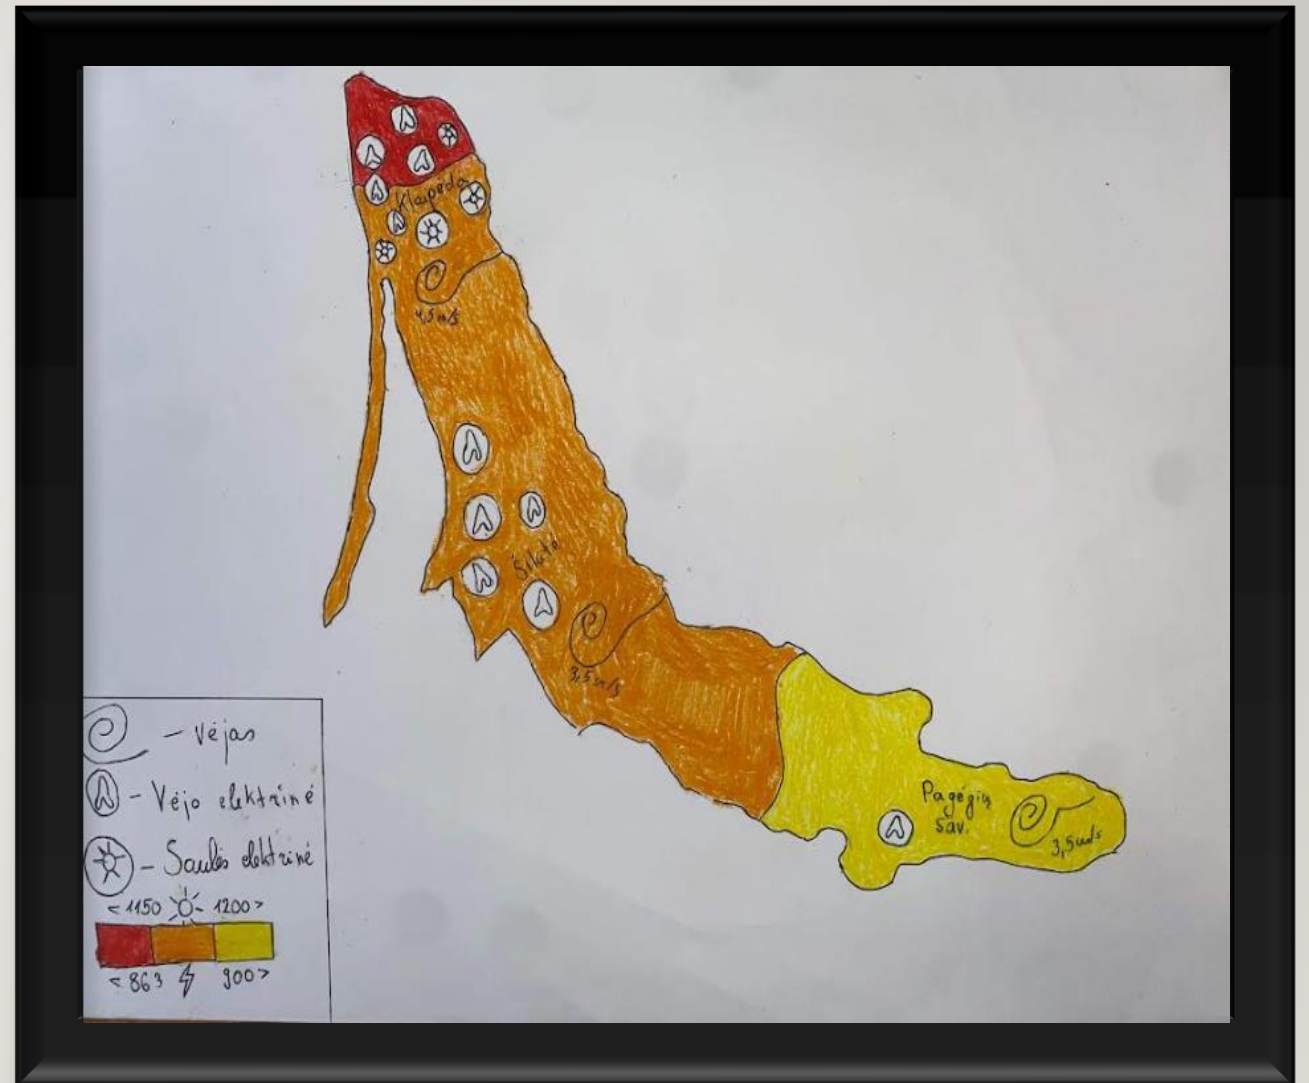 Klaipėda
4,5 m/s
Šilutė
3,5 m/s
Pagėgių
sav.
3,5 m/s
– Vėjas
– Vėjo elektrinė
– Saulės elektrinė
< 1150 1200 >
< 863 900 >